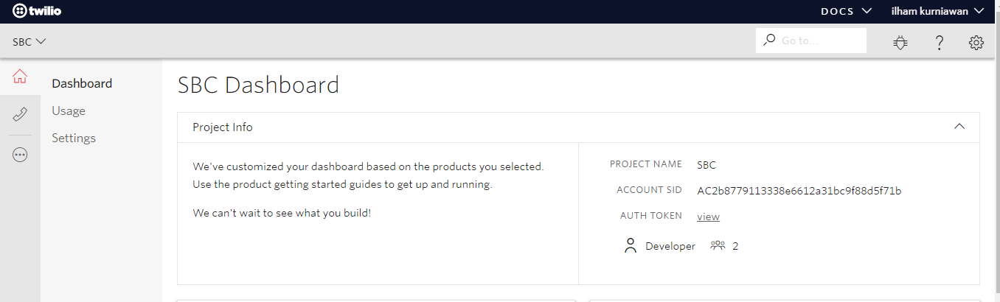 twilio
DOCS
ilham kurniawan
SBC
Go to...
Dashboard
Usage
Settings
SBC Dashboard
Project Info
We've customized your dashboard based on the products you selected.
Use the product getting started guides to get up and running.
We can't wait to see what you build!
PROJECT NAME SBC
ACCOUNT SID AC2b8779113338e6612a31bc9f88d5f71b
AUTH TOKEN view
Developer 2